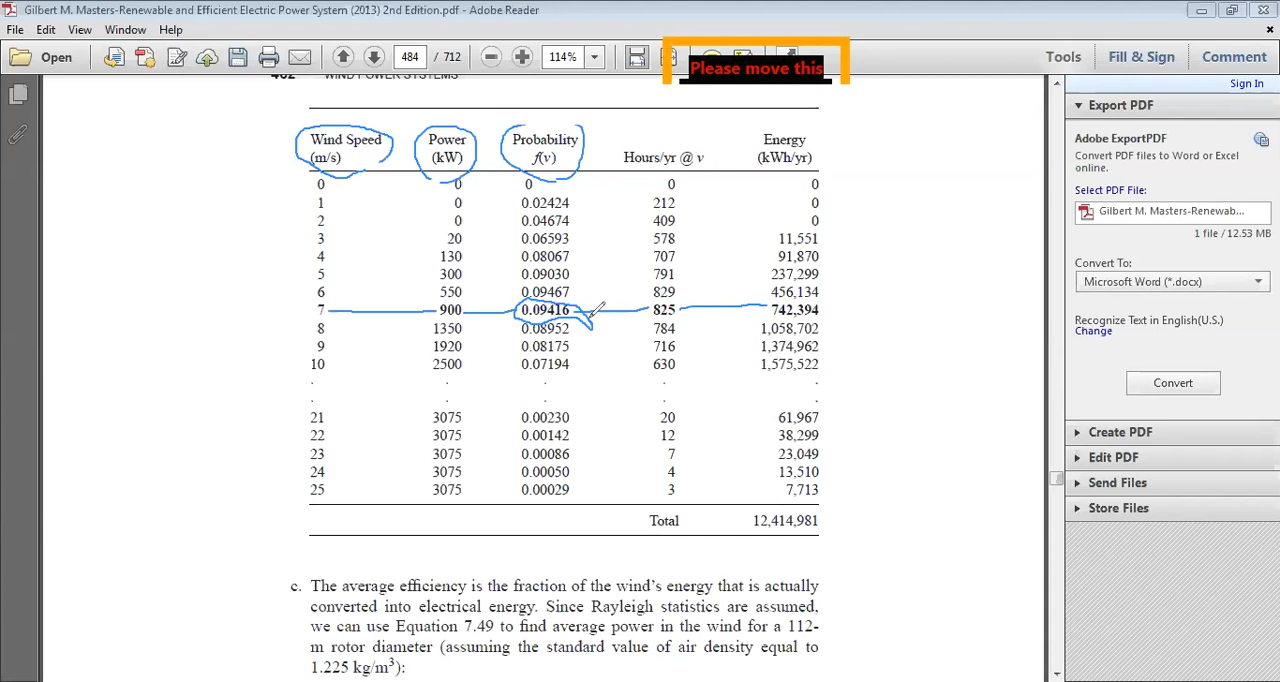 Gilbert M. Masters-Renewable and Efficient Electric Power System (2013) 2nd Edition.pdf - Adobe Reader
File Edit View Window Help
Open 484 / 712 114% Tools Fill & Sign Comment
Please move this
Sign In
Export PDF
Adobe ExportPDF
Convert PDF files to Word or Excel
online.
Select PDF File:
Gilbert M. Masters-Renewab...
1 file / 12.53 MB
Convert To:
Microsoft Word (*.docx)
Recognize Text in English(U.S.)
Change
Convert
Create PDF
Edit PDF
Send Files
Store Files
482 WIND POWER SYSTEMS
Wind Speed Power Probability Energy
(m/s) (kW) f(v) Hours/yr @ v (kWh/yr)
0 0 0 0 0
1 0 0.02424 212 0
2 0 0.04674 409 0
3 20 0.06593 578 11,551
4 130 0.08067 707 91,870
5 300 0.09030 791 237,299
6 550 0.09467 829 456,134
7 900 0.09416 825 742,394
8 1350 0.08952 784 1,058,702
9 1920 0.08175 716 1,374,962
10 2500 0.07194 630 1,575,522
. . . . .
. . . . .
21 3075 0.00230 20 61,967
22 3075 0.00142 12 38,299
23 3075 0.00086 7 23,049
24 3075 0.00050 4 13,510
25 3075 0.00029 3 7,713
Total 12,414,981
c. The average efficiency is the fraction of the wind's energy that is actually
converted into electrical energy. Since Rayleigh statistics are assumed,
we can use Equation 7.49 to find average power in the wind for a 112-
m rotor diameter (assuming the standard value of air density equal to
1.225 kg/m³):